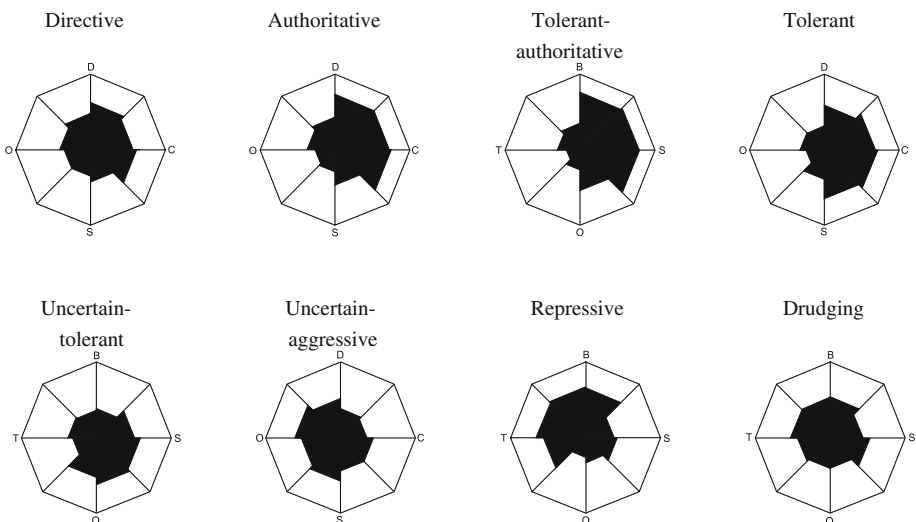 Directive
Authoritative
Tolerant-
authoritative
Tolerant
D
O
C
S
D
O
C
S
B
T
S
O
D
O
C
S
Uncertain-
tolerant
Uncertain-
aggressive
Repressive
Drudging
B
T
S
O
D
O
C
S
B
T
S
O
B
T
S
O